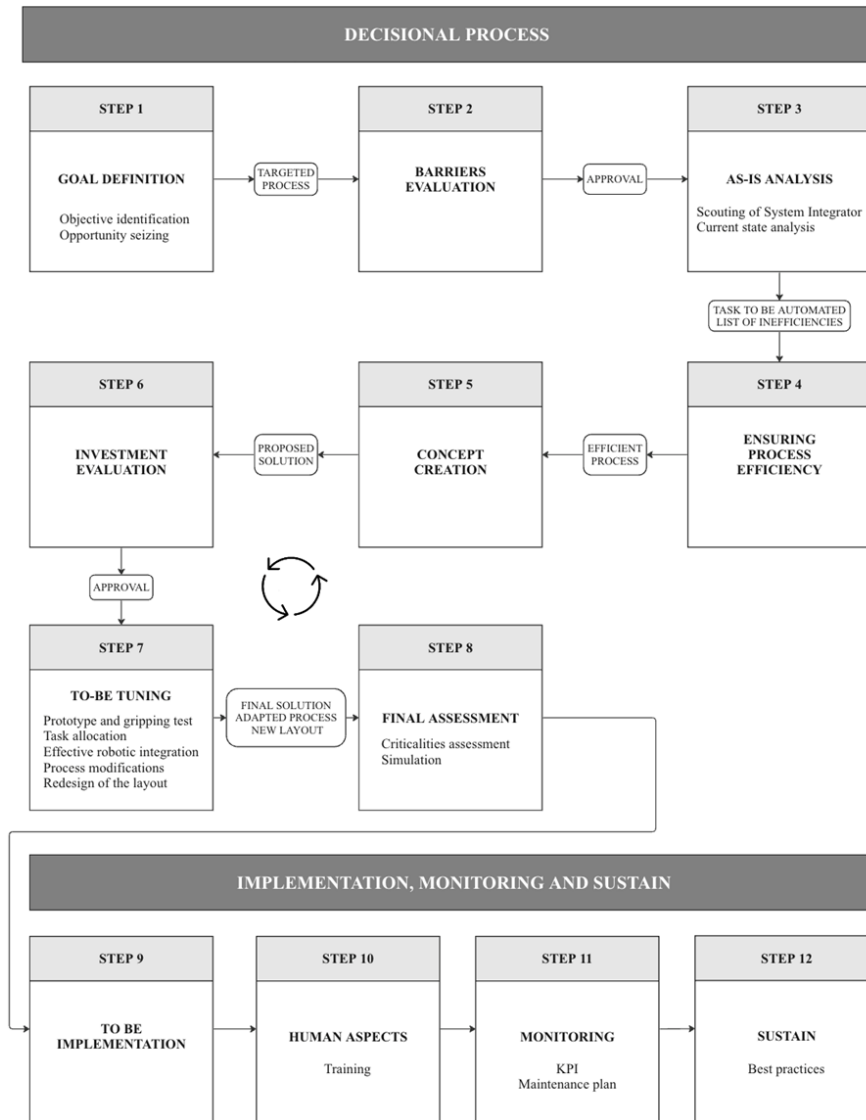 DECISIONAL PROCESS
STEP 1
GOAL DEFINITION
Objective identification
Opportunity seizing
TARGETED
PROCESS
STEP 2
BARRIERS
EVALUATION
APPROVAL
STEP 3
AS-IS ANALYSIS
Scouting of System Integrator
Current state analysis
TASK TO BE AUTOMATED
LIST OF INEFFICIENCIES
STEP 4
ENSURING
PROCESS
EFFICIENCY
EFFICIENT
PROCESS
STEP 5
CONCEPT
CREATION
PROPOSED
SOLUTION
STEP 6
INVESTMENT
EVALUATION
APPROVAL
STEP 7
TO-BE TUNING
Prototype and gripping test
Task allocation
Effective robotic integration
Process modifications
Redesign of the layout
FINAL SOLUTION
ADAPTED PROCESS
NEW LAYOUT
STEP 8
FINAL ASSESSMENT
Criticalities assessment
Simulation
IMPLEMENTATION, MONITORING AND SUSTAIN
STEP 9
TO BE
IMPLEMENTATION
STEP 10
HUMAN ASPECTS
Training
STEP 11
MONITORING
KPI
Maintenance plan
STEP 12
SUSTAIN
Best practices